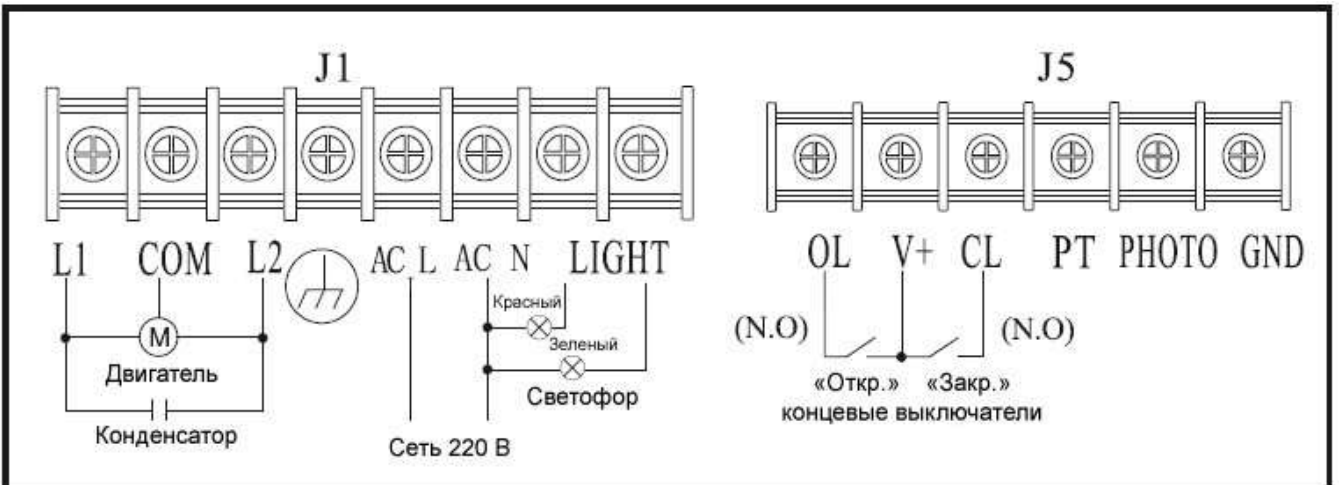 J1
J5
L1 COM L2 AC L AC N LIGHT
OL V+ CL PT PHOTO GND
Красный
Зеленый
Светофор
M
Двигатель
Конденсатор
Сеть 220 В
(N.O) (N.O)
«Откр.» «Закр.»
концевые выключатели